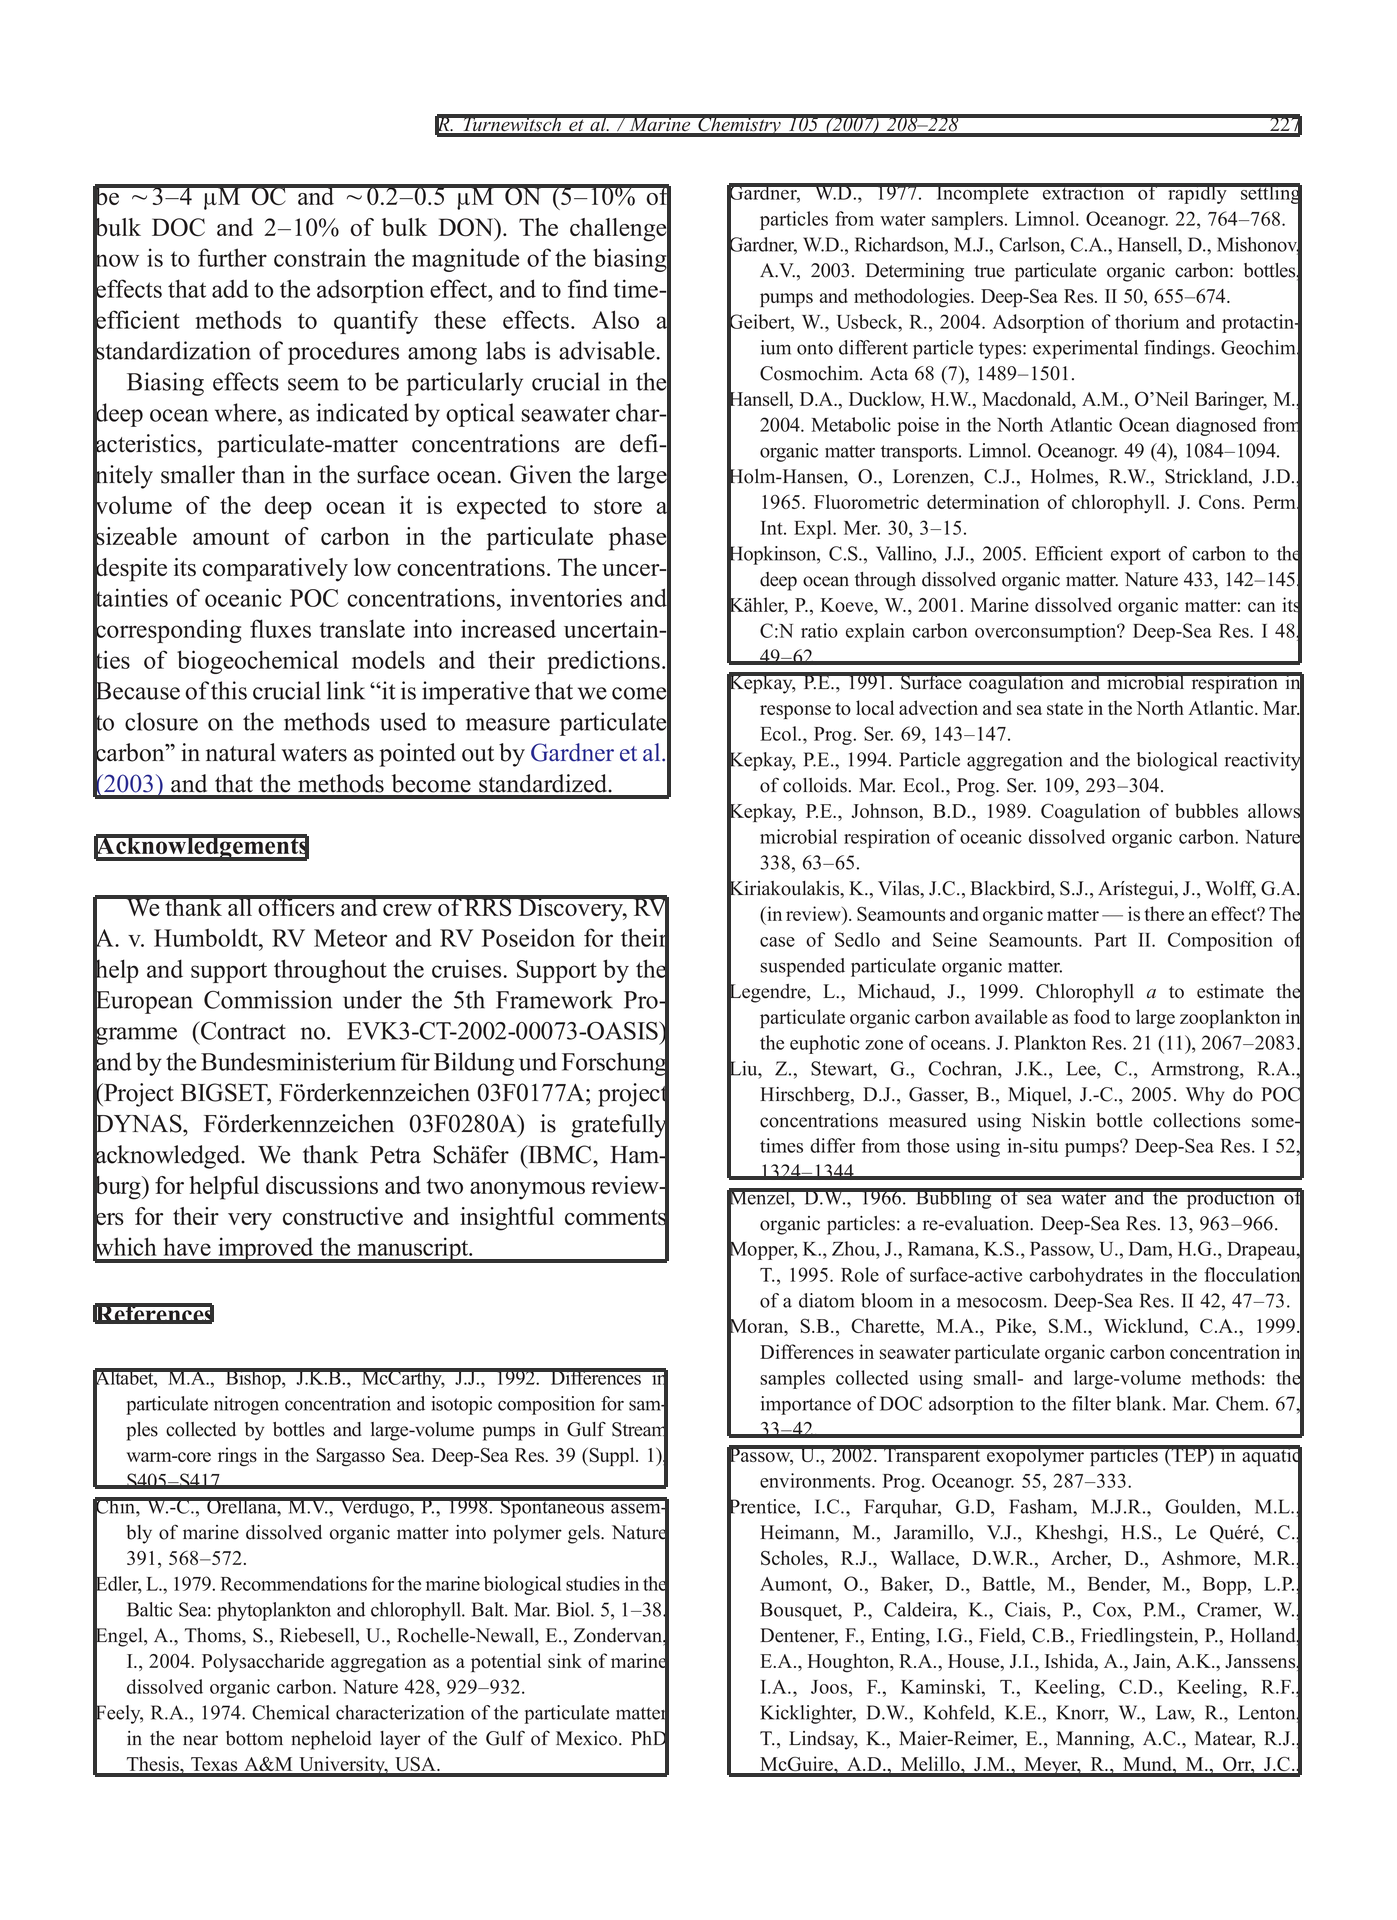 R. Turnewitsch et al. / Marine Chemistry 105 (2007) 208–228 227
be ∼3–4 μM OC and ∼0.2–0.5 μM ON (5–10% of
bulk DOC and 2–10% of bulk DON). The challenge
now is to further constrain the magnitude of the biasing
effects that add to the adsorption effect, and to find time-
efficient methods to quantify these effects. Also a
standardization of procedures among labs is advisable.
Biasing effects seem to be particularly crucial in the
deep ocean where, as indicated by optical seawater char-
acteristics, particulate-matter concentrations are defi-
nitely smaller than in the surface ocean. Given the large
volume of the deep ocean it is expected to store a
sizeable amount of carbon in the particulate phase
despite its comparatively low concentrations. The uncer-
tainties of oceanic POC concentrations, inventories and
corresponding fluxes translate into increased uncertain-
ties of biogeochemical models and their predictions.
Because of this crucial link “it is imperative that we come
to closure on the methods used to measure particulate
carbon” in natural waters as pointed out by Gardner et al.
(2003) and that the methods become standardized.
Acknowledgements
We thank all officers and crew of RRS Discovery, RV
A. v. Humboldt, RV Meteor and RV Poseidon for their
help and support throughout the cruises. Support by the
European Commission under the 5th Framework Pro-
gramme (Contract no. EVK3-CT-2002-00073-OASIS)
and by the Bundesministerium für Bildung und Forschung
(Project BIGSET, Förderkennzeichen 03F0177A; project
DYNAS, Förderkennzeichen 03F0280A) is gratefully
acknowledged. We thank Petra Schäfer (IBMC, Ham-
burg) for helpful discussions and two anonymous review-
ers for their very constructive and insightful comments
which have improved the manuscript.
References
Altabet, M.A., Bishop, J.K.B., McCarthy, J.J., 1992. Differences in
particulate nitrogen concentration and isotopic composition for sam-
ples collected by bottles and large-volume pumps in Gulf Stream
warm-core rings in the Sargasso Sea. Deep-Sea Res. 39 (Suppl. 1),
S405–S417.
Chin, W.-C., Orellana, M.V., Verdugo, P., 1998. Spontaneous assem-
bly of marine dissolved organic matter into polymer gels. Nature
391, 568–572.
Edler, L., 1979. Recommendations for the marine biological studies in the
Baltic Sea: phytoplankton and chlorophyll. Balt. Mar. Biol. 5, 1–38.
Engel, A., Thoms, S., Riebesell, U., Rochelle-Newall, E., Zondervan,
I., 2004. Polysaccharide aggregation as a potential sink of marine
dissolved organic carbon. Nature 428, 929–932.
Feely, R.A., 1974. Chemical characterization of the particulate matter
in the near bottom nepheloid layer of the Gulf of Mexico. PhD
Thesis, Texas A&M University, USA.
Gardner, W.D., 1977. Incomplete extraction of rapidly settling
particles from water samplers. Limnol. Oceanogr. 22, 764–768.
Gardner, W.D., Richardson, M.J., Carlson, C.A., Hansell, D., Mishonov,
A.V., 2003. Determining true particulate organic carbon: bottles,
pumps and methodologies. Deep-Sea Res. II 50, 655–674.
Geibert, W., Usbeck, R., 2004. Adsorption of thorium and protactin-
ium onto different particle types: experimental findings. Geochim.
Cosmochim. Acta 68 (7), 1489–1501.
Hansell, D.A., Ducklow, H.W., Macdonald, A.M., O’Neil Baringer, M.,
2004. Metabolic poise in the North Atlantic Ocean diagnosed from
organic matter transports. Limnol. Oceanogr. 49 (4), 1084–1094.
Holm-Hansen, O., Lorenzen, C.J., Holmes, R.W., Strickland, J.D.,
1965. Fluorometric determination of chlorophyll. J. Cons. Perm.
Int. Expl. Mer. 30, 3–15.
Hopkinson, C.S., Vallino, J.J., 2005. Efficient export of carbon to the
deep ocean through dissolved organic matter. Nature 433, 142–145.
Kähler, P., Koeve, W., 2001. Marine dissolved organic matter: can its
C:N ratio explain carbon overconsumption? Deep-Sea Res. I 48,
49–62.
Kepkay, P.E., 1991. Surface coagulation and microbial respiration in
response to local advection and sea state in the North Atlantic. Mar.
Ecol., Prog. Ser. 69, 143–147.
Kepkay, P.E., 1994. Particle aggregation and the biological reactivity
of colloids. Mar. Ecol., Prog. Ser. 109, 293–304.
Kepkay, P.E., Johnson, B.D., 1989. Coagulation of bubbles allows
microbial respiration of oceanic dissolved organic carbon. Nature
338, 63–65.
Kiriakoulakis, K., Vilas, J.C., Blackbird, S.J., Arístegui, J., Wolff, G.A.
(in review). Seamounts and organic matter — is there an effect? The
case of Sedlo and Seine Seamounts. Part II. Composition of
suspended particulate organic matter.
Legendre, L., Michaud, J., 1999. Chlorophyll a to estimate the
particulate organic carbon available as food to large zooplankton in
the euphotic zone of oceans. J. Plankton Res. 21 (11), 2067–2083.
Liu, Z., Stewart, G., Cochran, J.K., Lee, C., Armstrong, R.A.,
Hirschberg, D.J., Gasser, B., Miquel, J.-C., 2005. Why do POC
concentrations measured using Niskin bottle collections some-
times differ from those using in-situ pumps? Deep-Sea Res. I 52,
1324–1344.
Menzel, D.W., 1966. Bubbling of sea water and the production of
organic particles: a re-evaluation. Deep-Sea Res. 13, 963–966.
Mopper, K., Zhou, J., Ramana, K.S., Passow, U., Dam, H.G., Drapeau,
T., 1995. Role of surface-active carbohydrates in the flocculation
of a diatom bloom in a mesocosm. Deep-Sea Res. II 42, 47–73.
Moran, S.B., Charette, M.A., Pike, S.M., Wicklund, C.A., 1999.
Differences in seawater particulate organic carbon concentration in
samples collected using small- and large-volume methods: the
importance of DOC adsorption to the filter blank. Mar. Chem. 67,
33–42.
Passow, U., 2002. Transparent exopolymer particles (TEP) in aquatic
environments. Prog. Oceanogr. 55, 287–333.
Prentice, I.C., Farquhar, G.D, Fasham, M.J.R., Goulden, M.L.,
Heimann, M., Jaramillo, V.J., Kheshgi, H.S., Le Quéré, C.,
Scholes, R.J., Wallace, D.W.R., Archer, D., Ashmore, M.R.,
Aumont, O., Baker, D., Battle, M., Bender, M., Bopp, L.P.,
Bousquet, P., Caldeira, K., Ciais, P., Cox, P.M., Cramer, W.,
Dentener, F., Enting, I.G., Field, C.B., Friedlingstein, P., Holland,
E.A., Houghton, R.A., House, J.I., Ishida, A., Jain, A.K., Janssens,
I.A., Joos, F., Kaminski, T., Keeling, C.D., Keeling, R.F.,
Kicklighter, D.W., Kohfeld, K.E., Knorr, W., Law, R., Lenton,
T., Lindsay, K., Maier-Reimer, E., Manning, A.C., Matear, R.J.,
McGuire, A.D., Melillo, J.M., Meyer, R., Mund, M., Orr, J.C.,